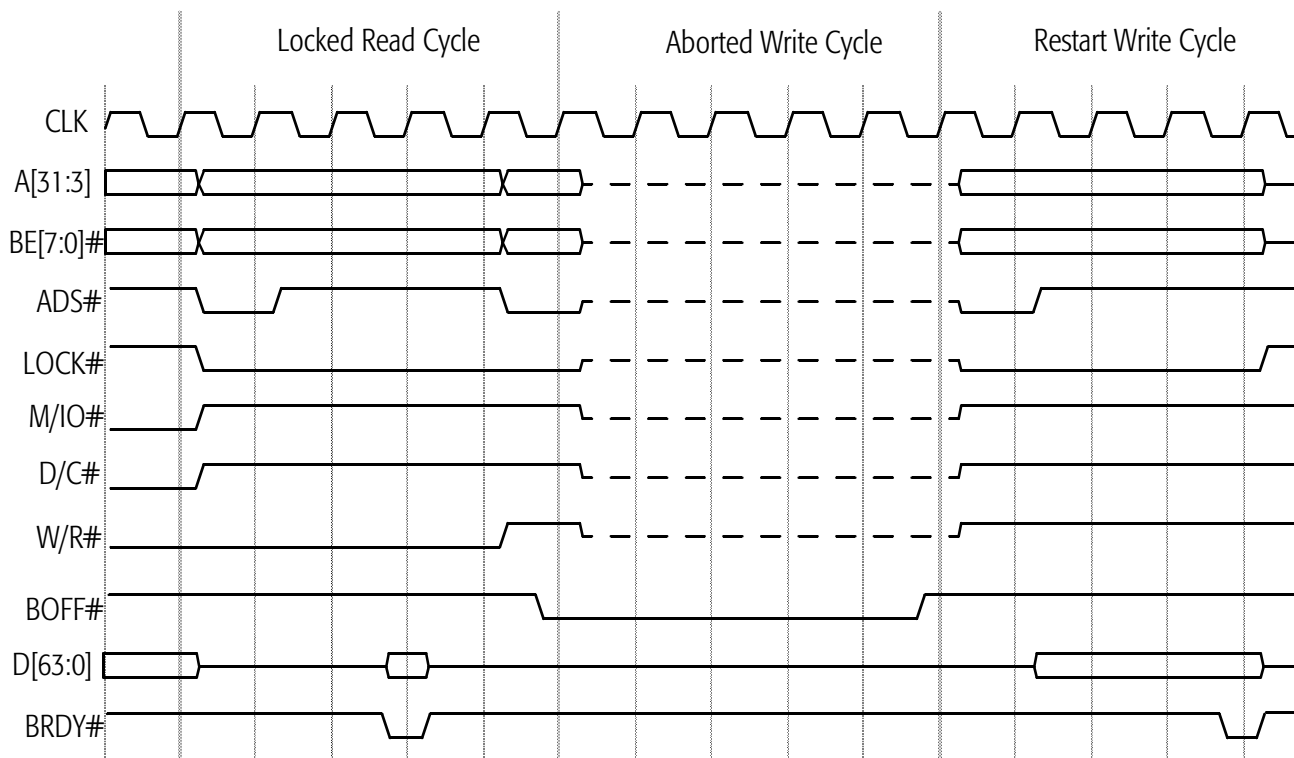 Locked Read Cycle Aborted Write Cycle Restart Write Cycle
CLK
A[31:3]
BE[7:0]#
ADS#
LOCK#
M/IO#
D/C#
W/R#
BOFF#
D[63:0]
BRDY#